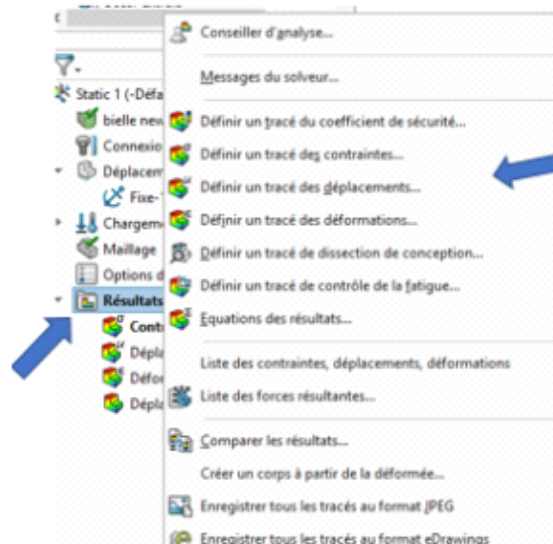 Conseiller d'analyse...
Messages du solveur...
Static 1 (-Défa
bielle new
Définir un tracé du coefficient de sécurité...
Connexio
Définir un tracé des contraintes...
Déplacem
Définir un tracé des déplacements...
Fixe-
Chargem
Définir un tracé des déformations...
Maillage
Définir un tracé de dissection de conception...
Options d
Définir un tracé de contrôle de la fatigue...
Résultats
Equations des résultats...
Cont
Dépla
Liste des contraintes, déplacements, déformations
Défor
Liste des forces résultantes...
Dépla
Comparer les résultats...
Créer un corps à partir de la déformée...
Enregistrer tous les tracés au format JPEG
Enregistrer tous les tracés au format eDrawings